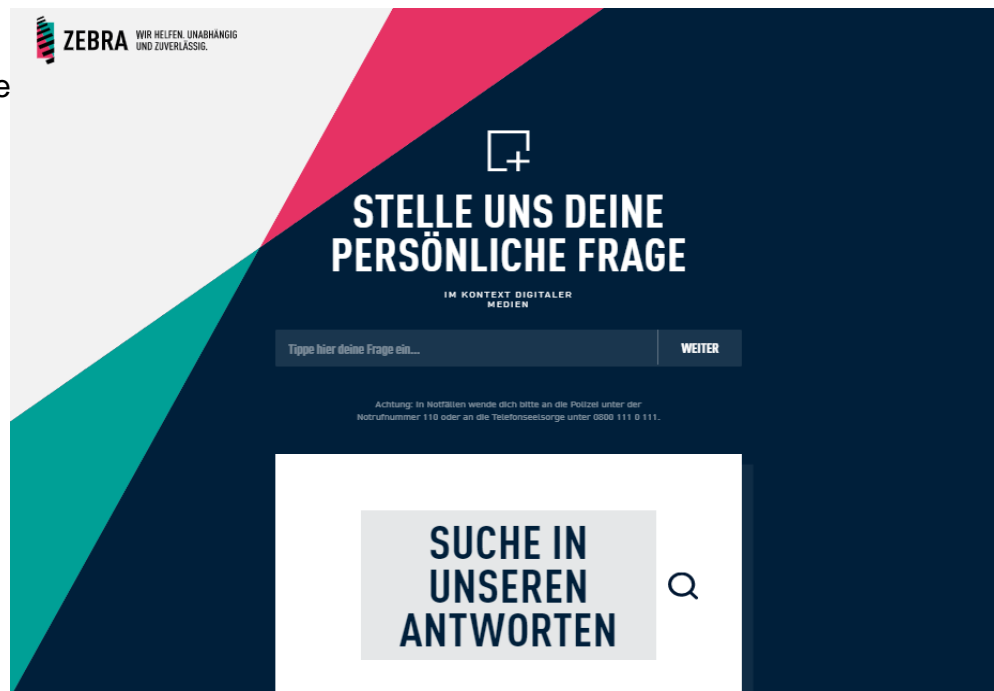 ZEBRA WIR HELFEN. UNABHÄNGIG
UND ZUVERLÄSSIG.
e
STELLE UNS DEINE
PERSÖNLICHE FRAGE
IM KONTEXT DIGITALER
MEDIEN
Tippe hier deine Frage ein... WEITER
Achtung: In Notfällen wende dich bitte an die Polizei unter der
Notrufnummer 110 oder an die Telefonseelsorge unter 0800 111 0 111.
SUCHE IN
UNSEREN
ANTWORTEN